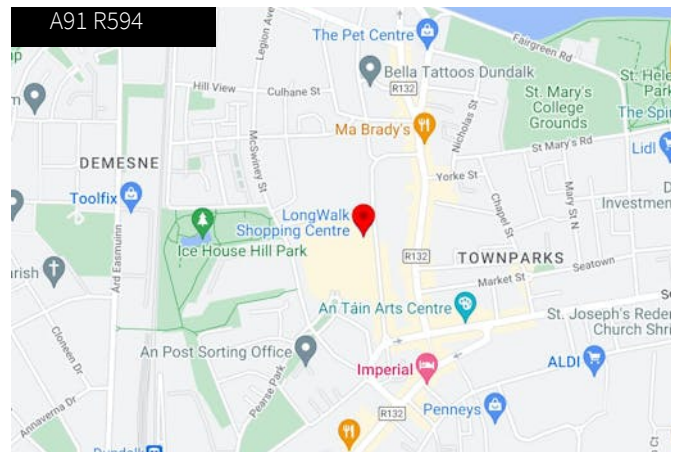 A91 R594
The Pet Centre
Fairgreen Rd
Legion Ave
Bella Tattoos Dundalk
Hill View
Culhane St
R132
St. Mary's
College
Grounds
St. Hele
Park
The Spi
Ma Brady's
Nicholas St
St Mary's Rd
Lidl
DEMESNE
McSwiney St
Yorke St
Toolfix
LongWalk
Shopping Centre
Chapel St
Mary St N
D
Investmen
Ice House Hill Park
R132
TOWNPARKS
Seatown
Market St
arish
Ard Easmuinn
An Táin Arts Centre
St. Joseph's Rede
Church Shri
Cloneen Dr
An Post Sorting Office
Imperial
ALDI
Pearse Park
Annaverna Dr
R132
Penneys